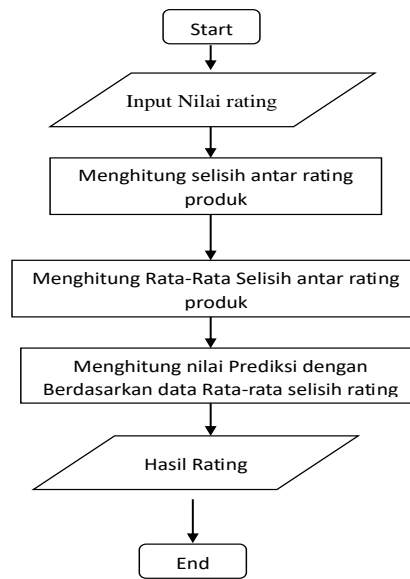 Start
Input Nilai rating
Menghitung selisih antar rating
produk
Menghitung Rata-Rata Selisih antar rating
produk
Menghitung nilai Prediksi dengan
Berdasarkan data Rata-rata selisih rating
Hasil Rating
End